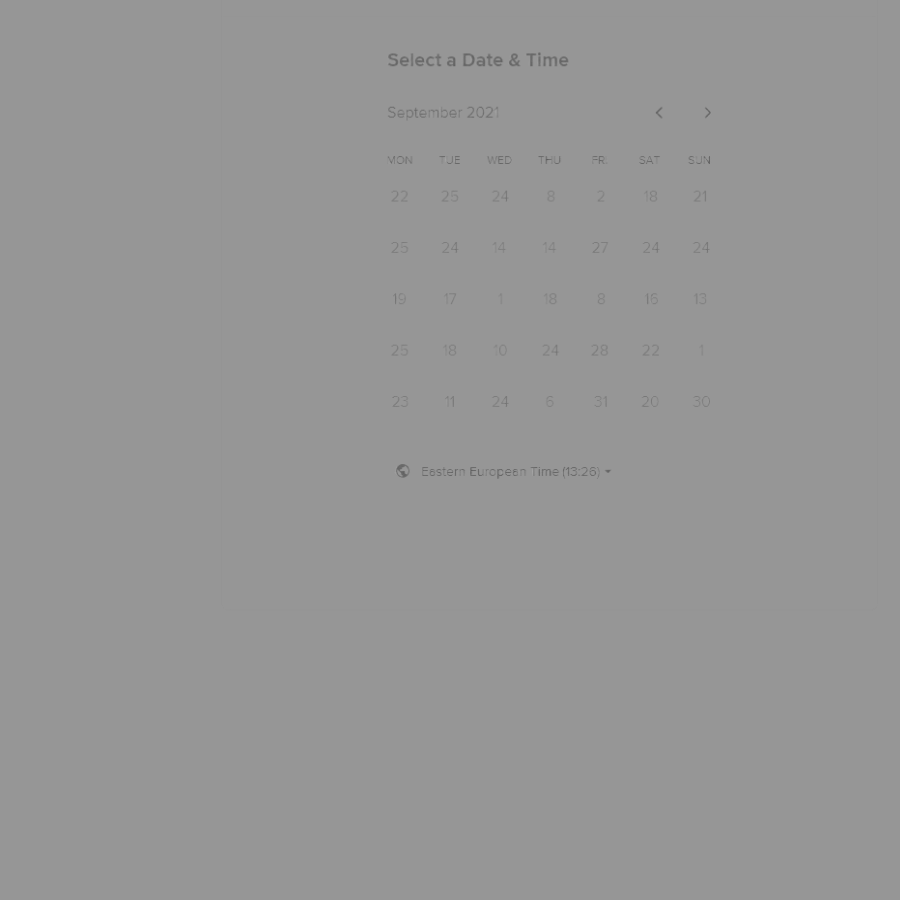 Select a Date & Time
September 2021
MON TUE WED THU FRI SAT SUN
22 25 24 8 2 18 21
25 24 14 14 27 24 24
19 17 1 18 8 15 13
25 18 10 24 28 22 1
23 11 24 6 31 20 30
Eastern European Time (13:26)